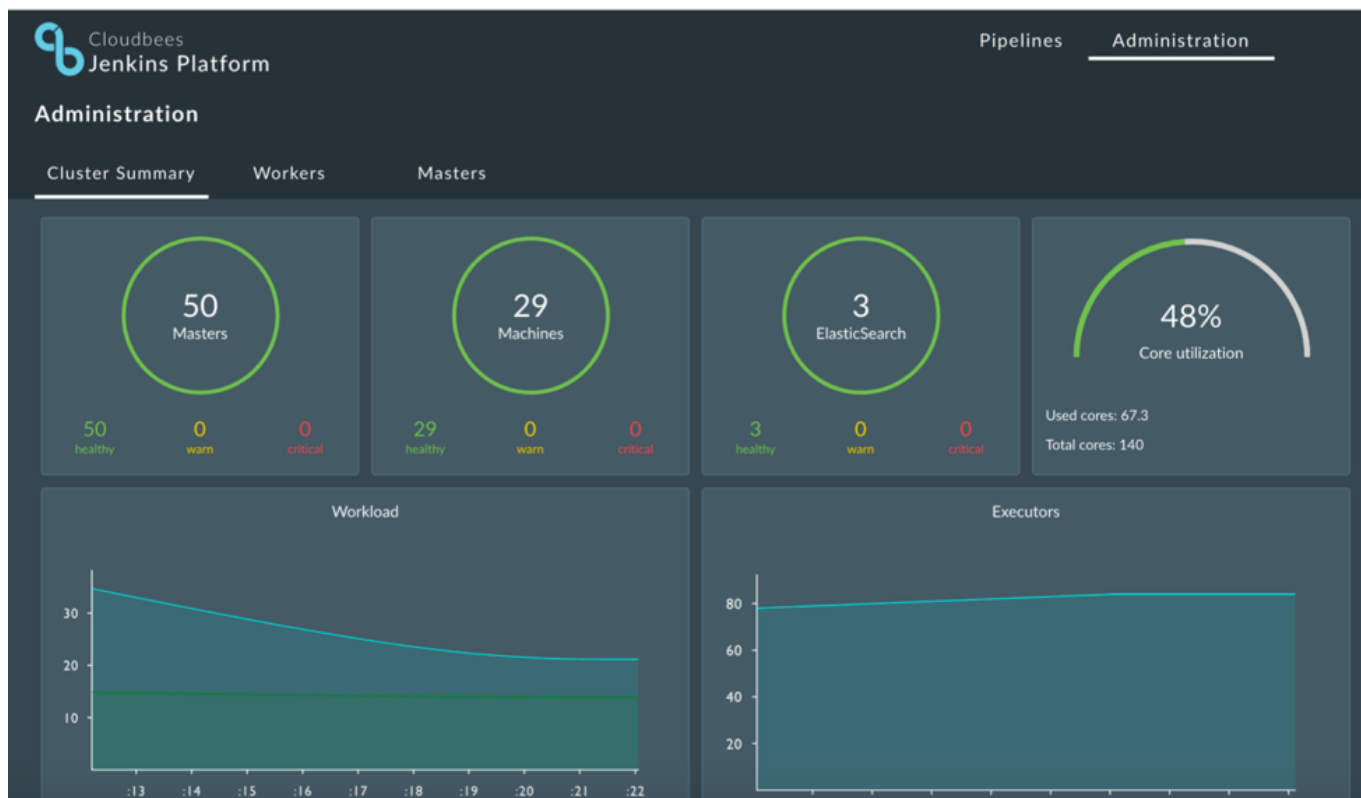 Cloudbees
Jenkins Platform
Pipelines
Administration
Administration
Cluster Summary
Workers
Masters
50
Masters
50
healthy
0
warn
0
critical
29
Machines
29
healthy
0
warn
0
critical
3
ElasticSearch
3
healthy
0
warn
0
critical
48%
Core utilization
Used cores: 67.3
Total cores: 140
Workload
30
20
10
:13 :14 :15 :16 :17 :18 :19 :20 :21 :22
Executors
80
60
40
20